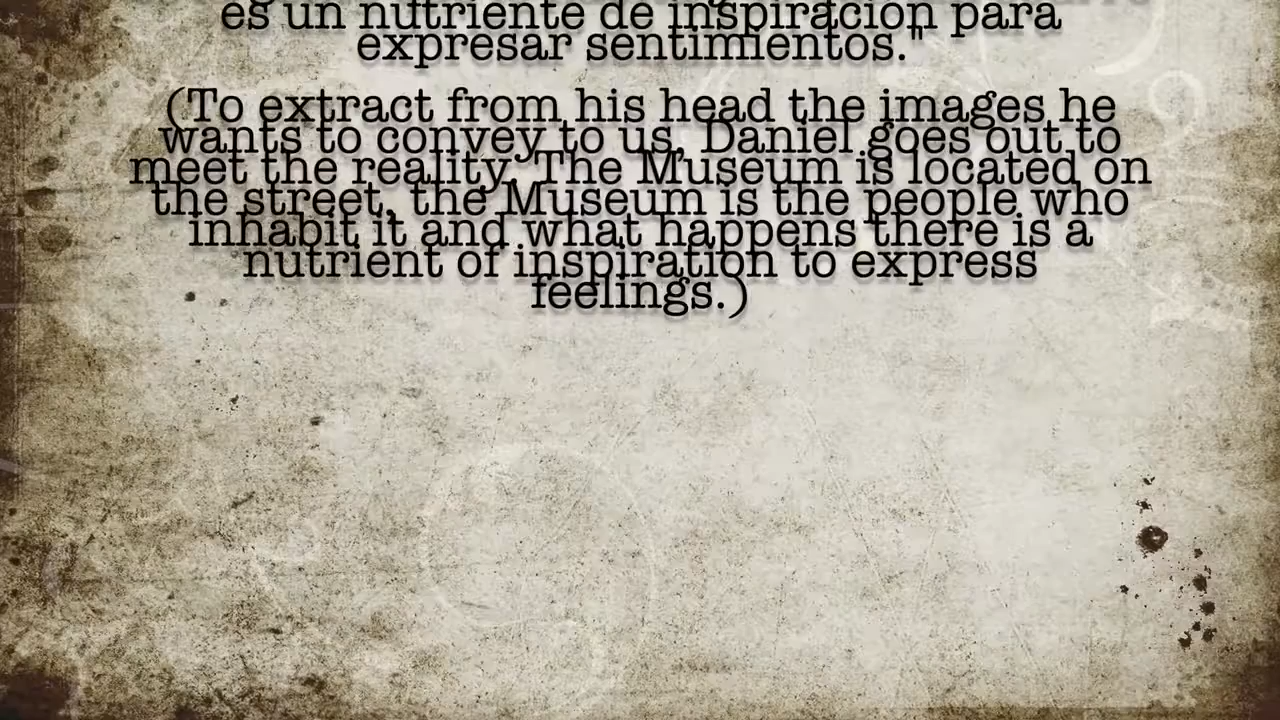 es un nutriente de inspiración para
expresar sentimientos."
(To extract from his head the images he
wants to convey to us, Daniel goes out to
meet the reality. The Museum is located on
the street, the Museum is the people who
inhabit it and what happens there is a
nutrient of inspiration to express
feelings.)